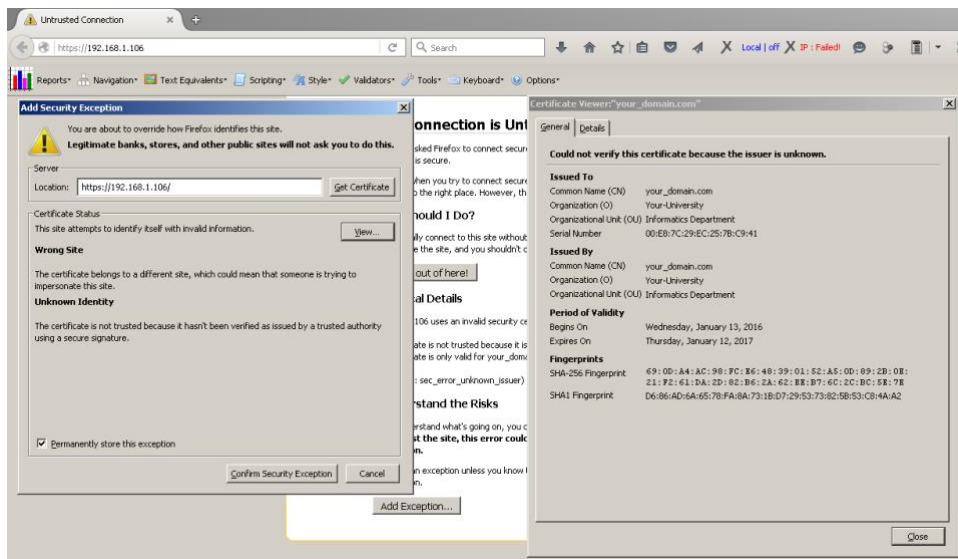 Untrusted Connection
https://192.168.1.106
Search
Local | off X IP : Failed!
Reports Navigation Text Equivalents Scripting Style Validators Tools Keyboard Options
Add Security Exception
You are about to override how Firefox identifies this site.
Legitimate banks, stores, and other public sites will not ask you to do this.
Server
Location: https://192.168.1.106/ Get Certificate
Certificate Status
This site attempts to identify itself with invalid information. View...
Wrong Site
The certificate belongs to a different site, which could mean that someone is trying to
impersonate this site.
Unknown Identity
The certificate is not trusted because it hasn't been verified as issued by a trusted authority
using a secure signature.
Permanently store this exception
Confirm Security Exception Cancel
onnection is Unt
sked Firefox to connect secure
is secure.
hen you try to connect secure
o the right place. However, th
hould I Do?
lly connect to this site without
e the site, and you shouldn't c
out of here!
al Details
106 uses an invalid security ce
ate is not trusted because it is
ate is only valid for your_doma
: sec_error_unknown_issuer)
rstand the Risks
erstand what's going on, you c
st the site, this error could
on.
n exception unless you know t
on.
Add Exception...
Certificate Viewer:"your_domain.com"
General Details
Could not verify this certificate because the issuer is unknown.
Issued To
Common Name (CN) your_domain.com
Organization (O) Your-University
Organizational Unit (OU) Informatics Department
Serial Number 00:E8:7C:29:EC:25:7B:C9:41
Issued By
Common Name (CN) your_domain.com
Organization (O) Your-University
Organizational Unit (OU) Informatics Department
Period of Validity
Begins On Wednesday, January 13, 2016
Expires On Thursday, January 12, 2017
Fingerprints
SHA-256 Fingerprint 69:0D:A4:AC:98:FC:E6:48:39:01:52:A5:0D:89:2B:0E:
21:F2:61:DA:2D:82:B6:2A:62:EE:B7:6C:2C:BC:5E:7E
SHA1 Fingerprint D6:86:AD:6A:65:78:FA:8A:73:1B:D7:29:53:73:82:5B:53:C8:4A:A2
Close